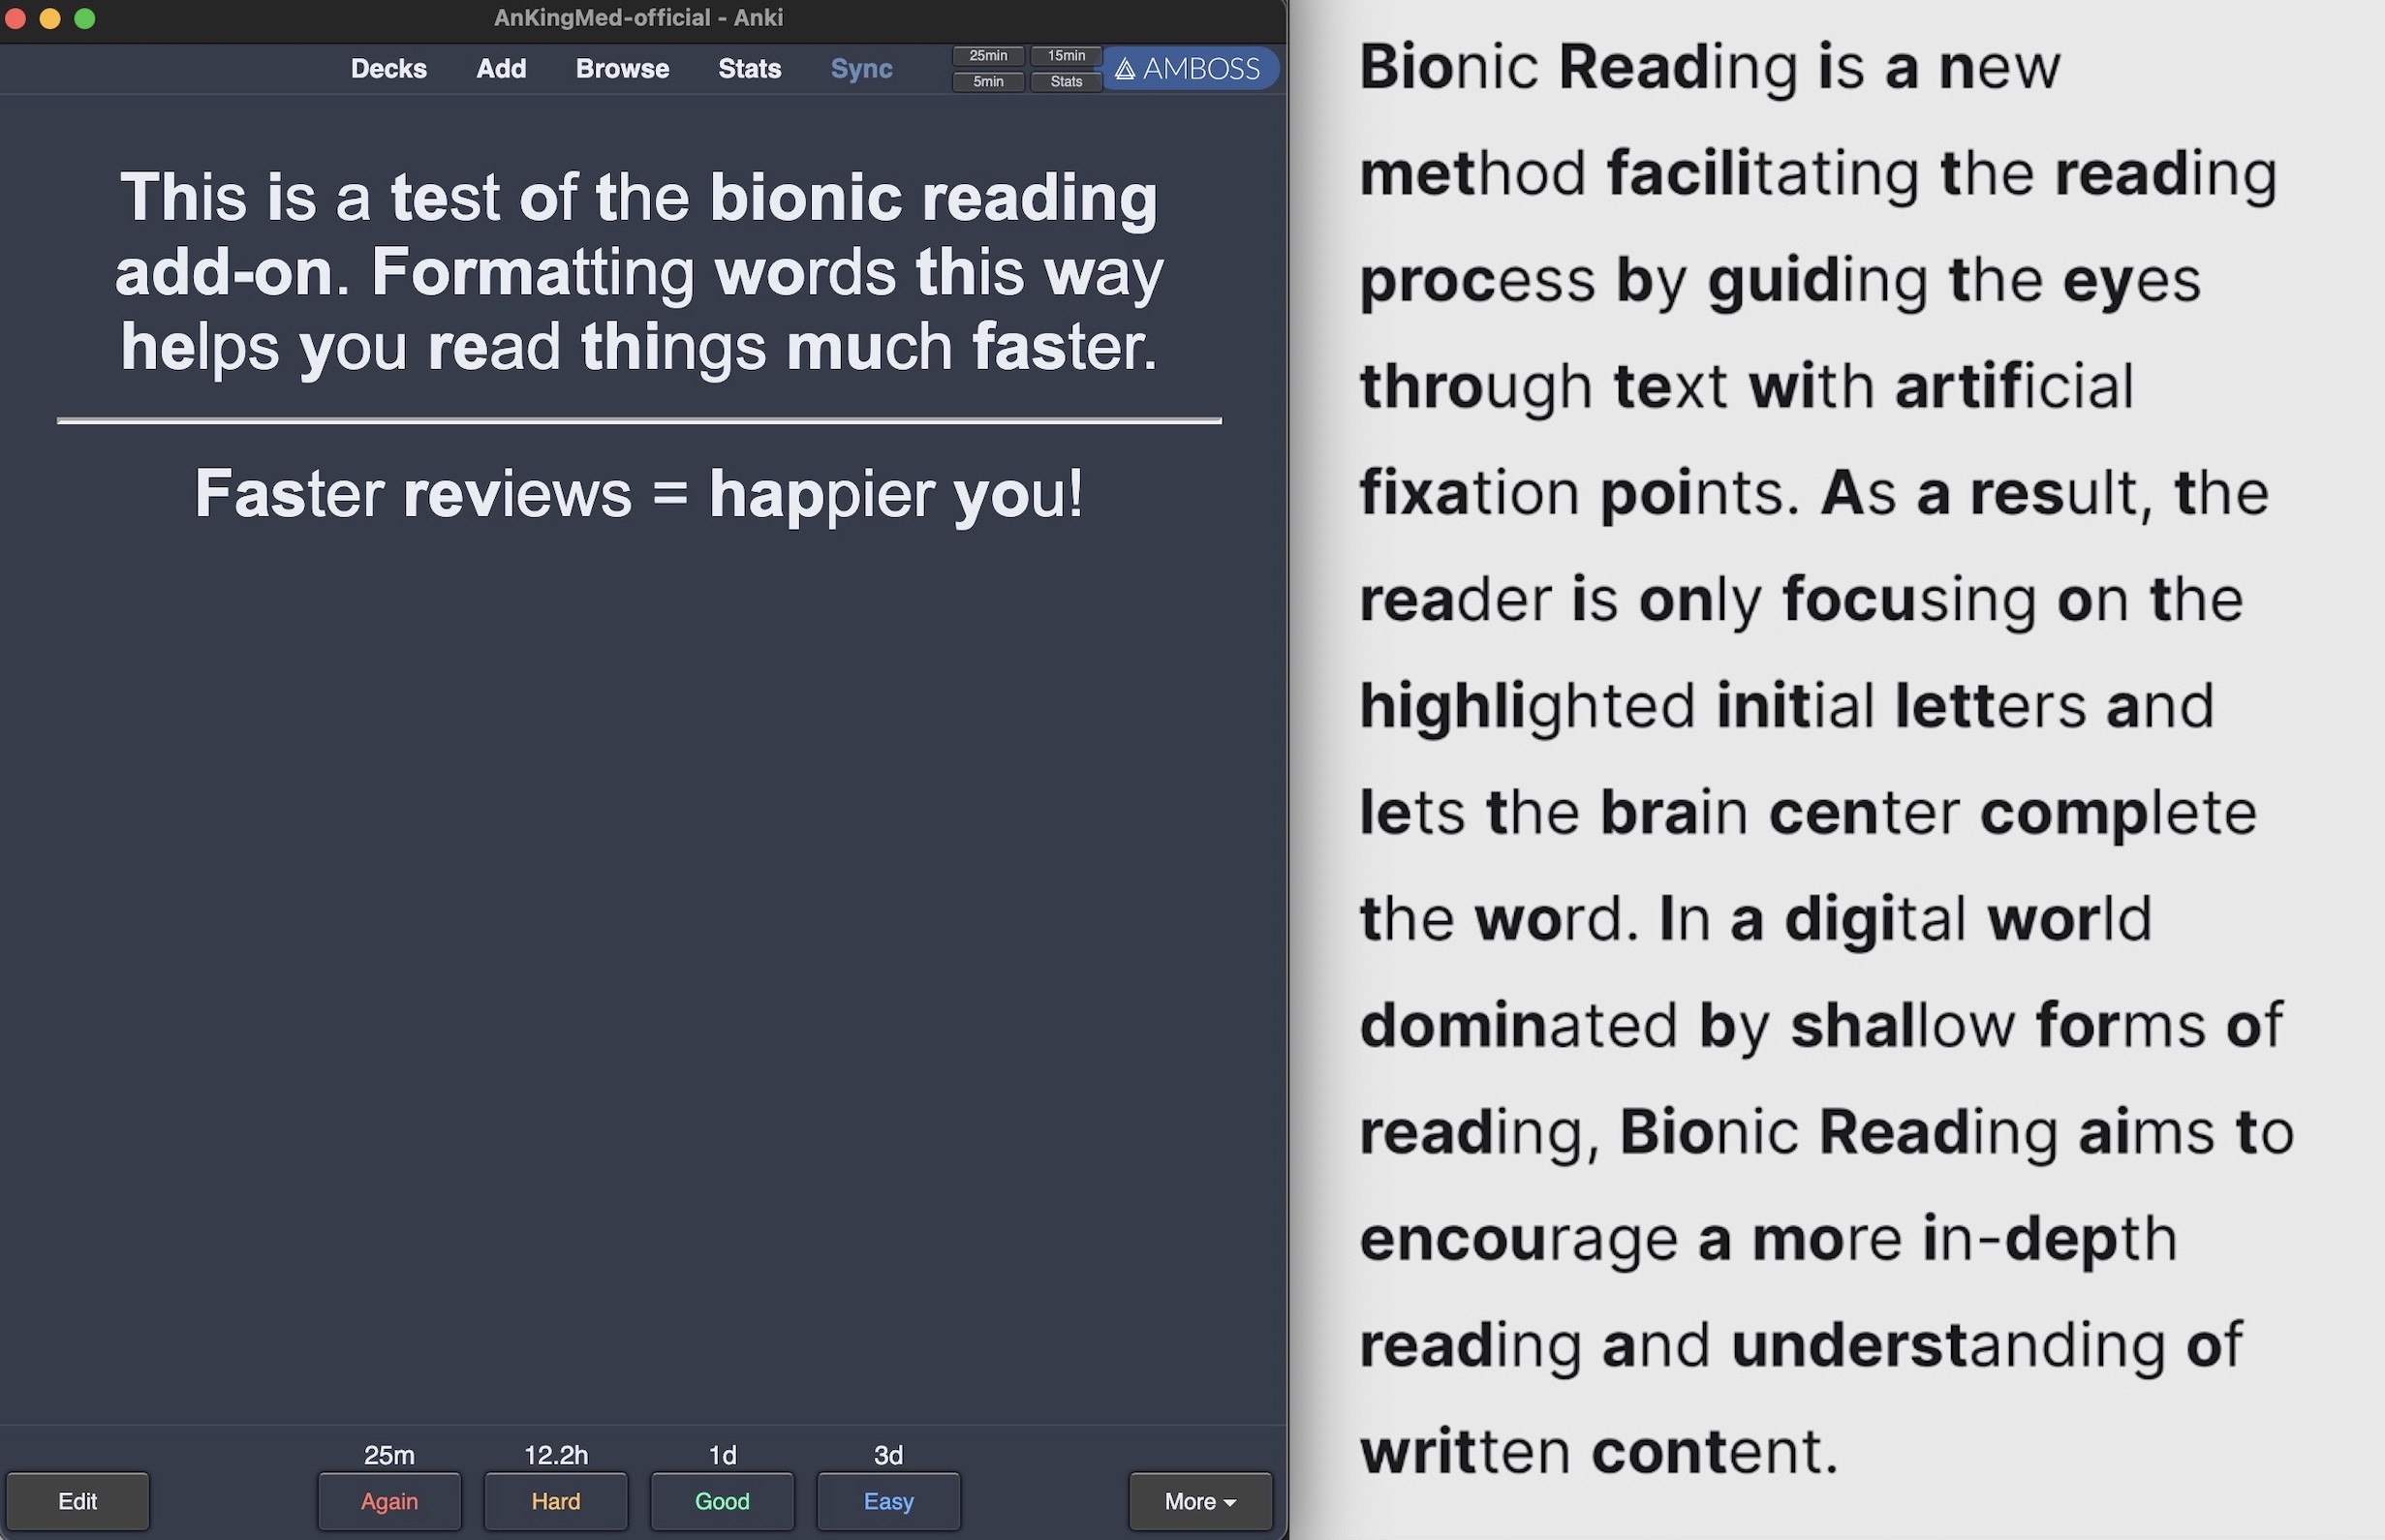 AnKingMed-official - Anki
Decks Add Browse Stats Sync
25min 15min
5min Stats
AMBOSS
This is a test of the bionic reading
add-on. Formatting words this way
helps you read things much faster.
Faster reviews = happier you!
25m 12.2h 1d 3d
Edit Again Hard Good Easy More
Bionic Reading is a new
method facilitating the reading
process by guiding the eyes
through text with artificial
fixation points. As a result, the
reader is only focusing on the
highlighted initial letters and
lets the brain center complete
the word. In a digital world
dominated by shallow forms of
reading, Bionic Reading aims to
encourage a more in-depth
reading and understanding of
written content.